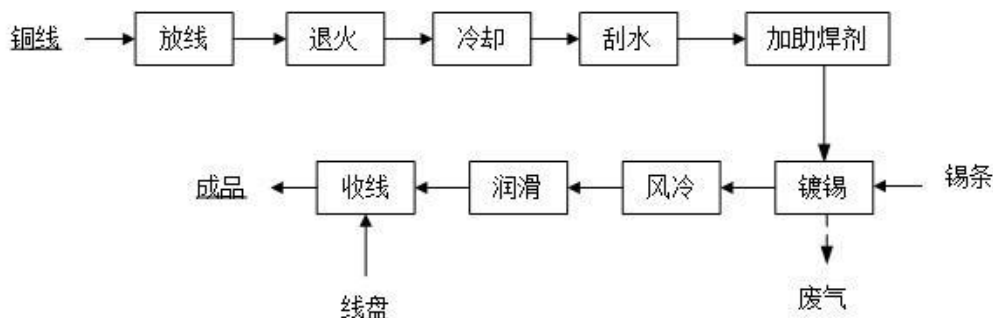 铜线 放线 退火 冷却 刮水 加助焊剂
成品 收线 润滑 风冷 镀锡 锡条
线盘 废气